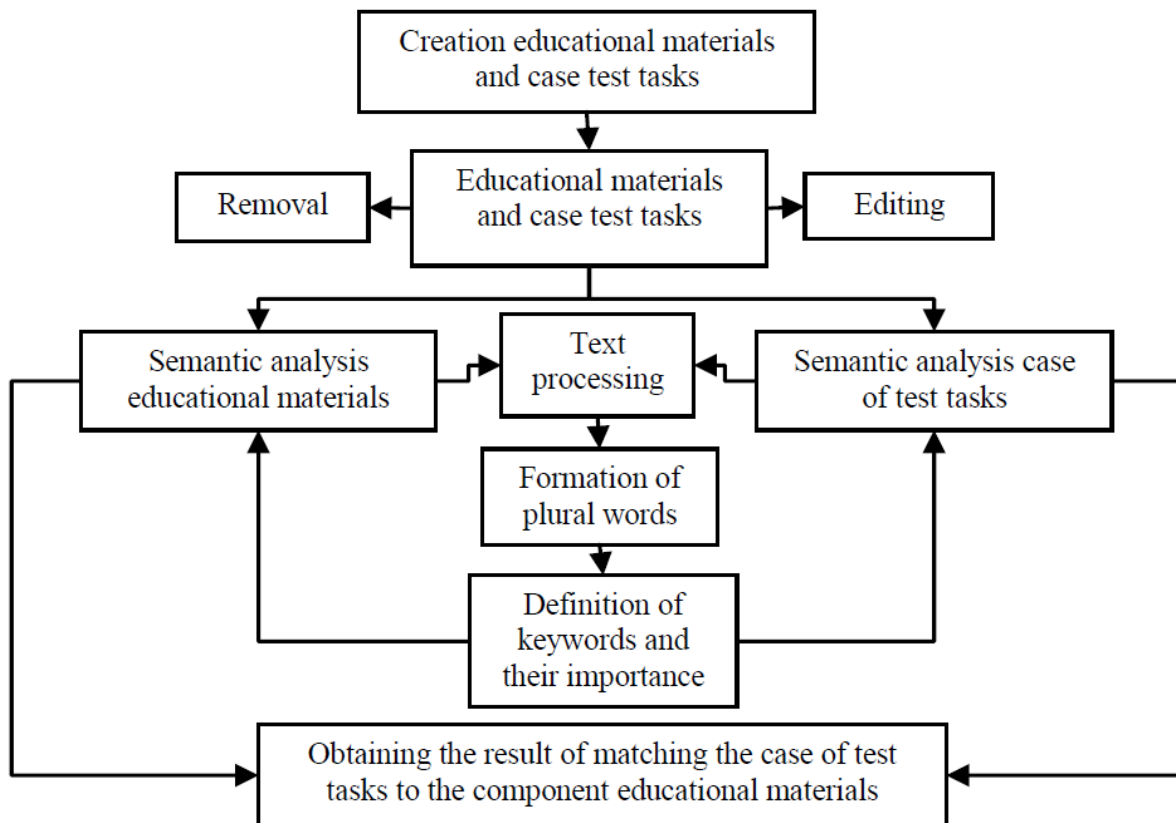 Creation educational materials
and case test tasks
Removal
Educational materials
and case test tasks
Editing
Semantic analysis
educational materials
Text
processing
Semantic analysis case
of test tasks
Formation of
plural words
Definition of
keywords and
their importance
Obtaining the result of matching the case of test
tasks to the component educational materials